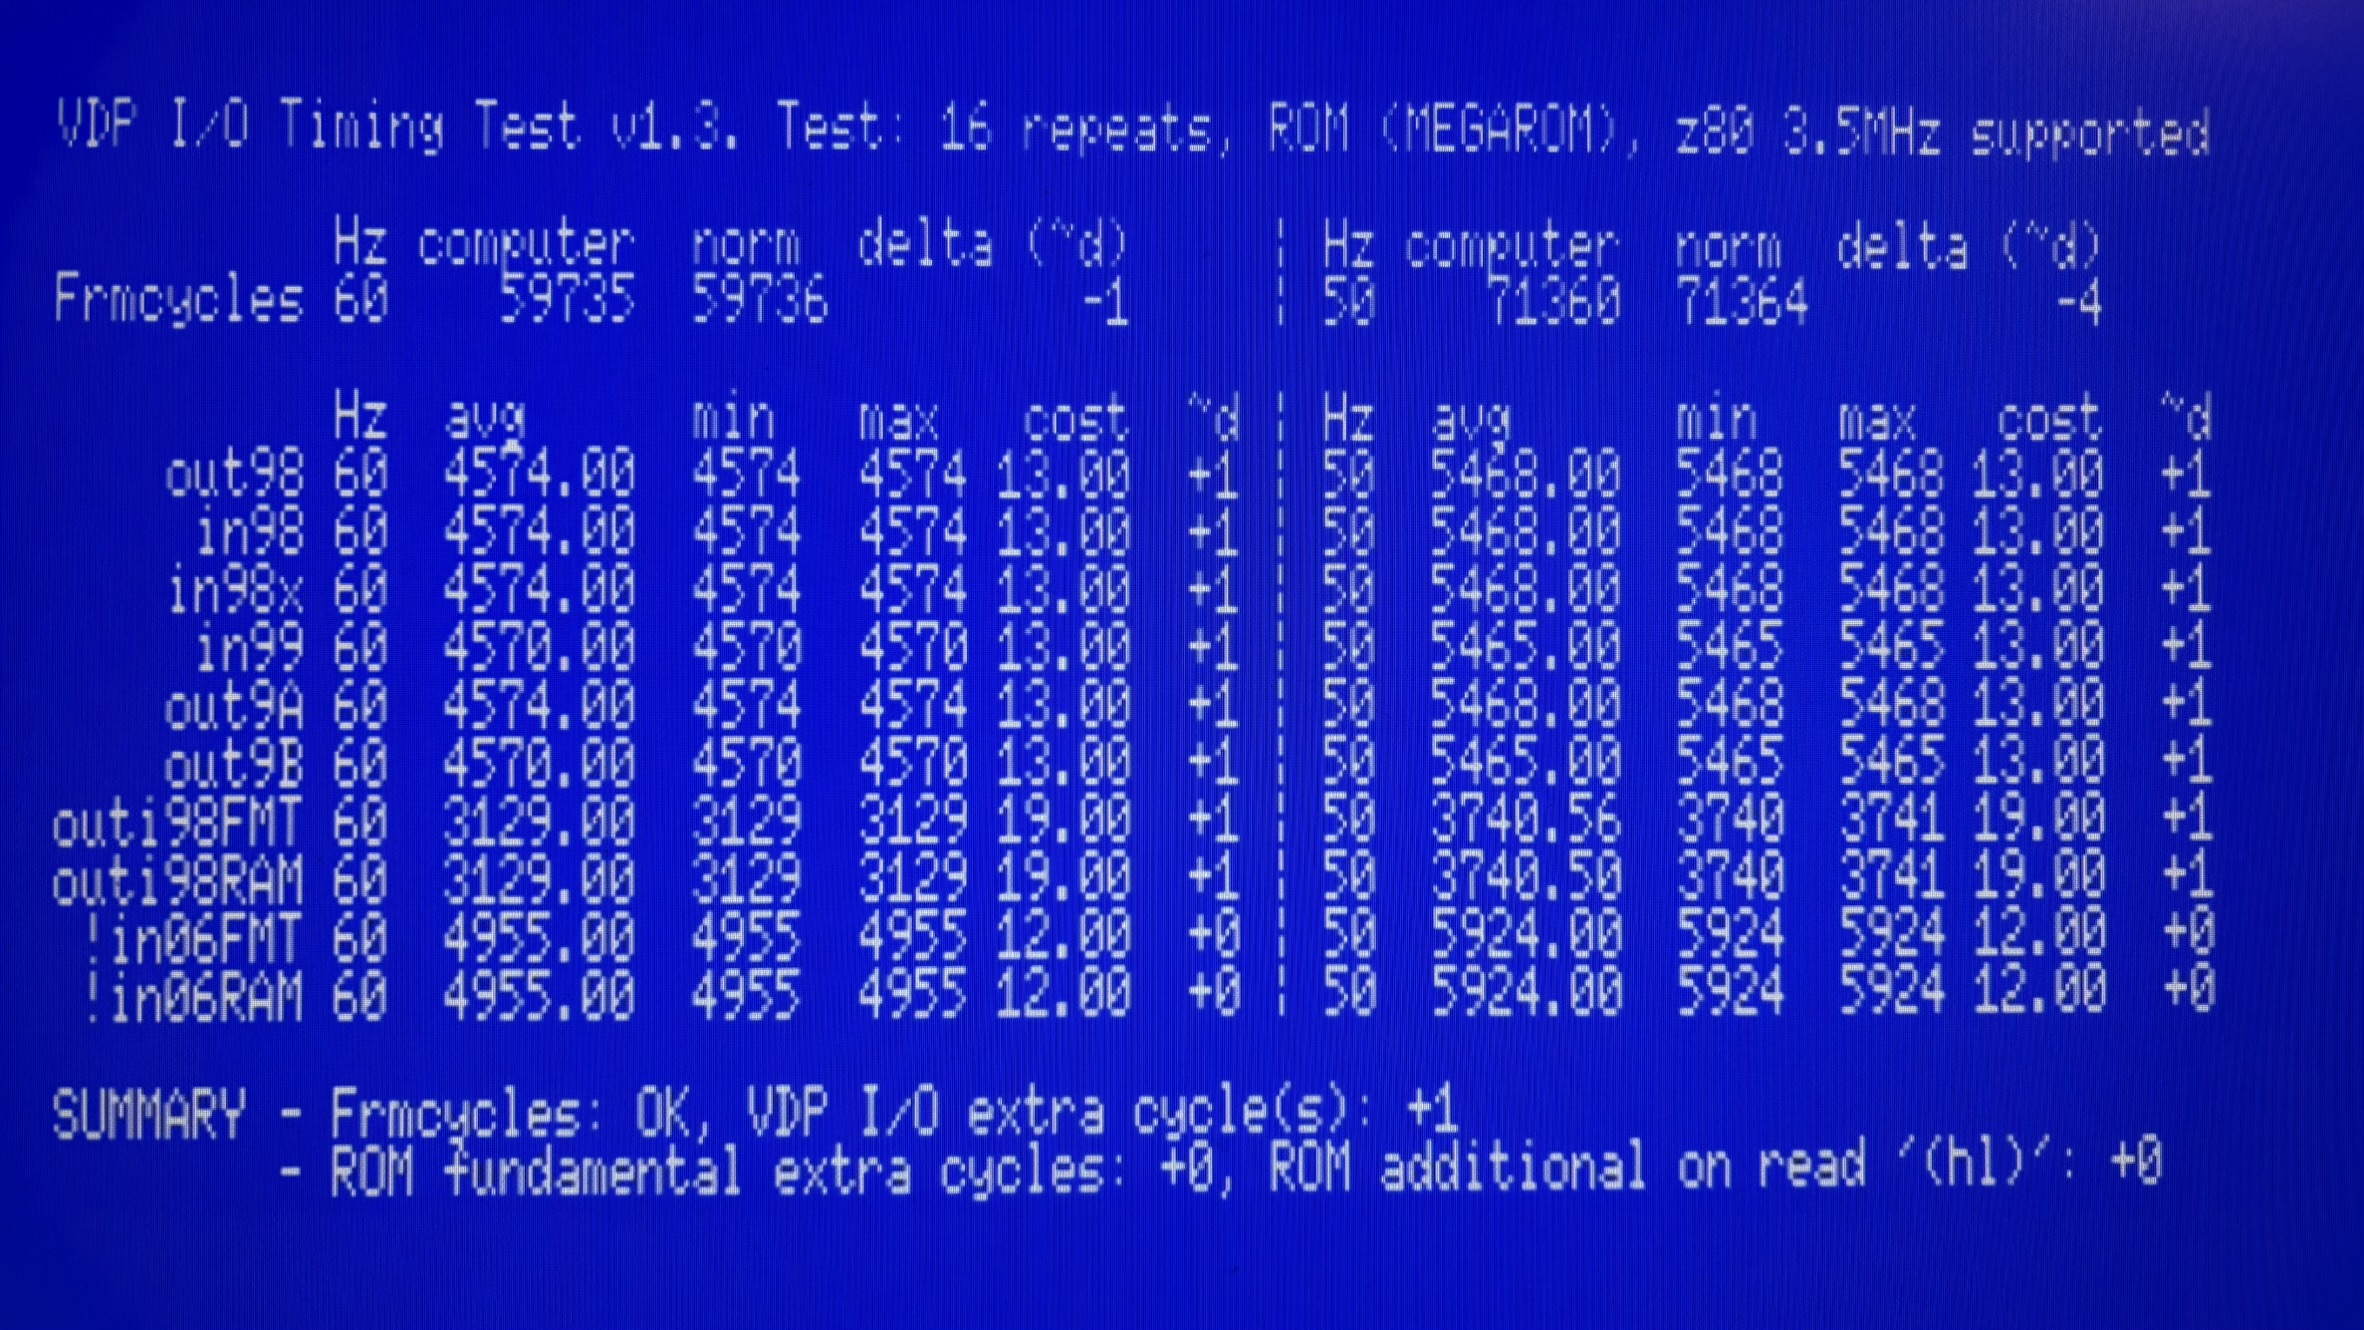 VDP I/O Timing Test v1.3. Test: 16 repeats, ROM (MEGAROM), z80 3.5MHz supported
Hz computer norm delta (~d) ¦ Hz computer norm delta (~d)
Frmcycles 60 59735 59736 -1 ¦ 50 71360 71364 -4
Hz avg min max cost ~d ¦ Hz avg min max cost ~d
out98 60 4574.00 4574 4574 13.00 +1 ¦ 50 5468.00 5468 5468 13.00 +1
in98 60 4574.00 4574 4574 13.00 +1 ¦ 50 5468.00 5468 5468 13.00 +1
in98x 60 4574.00 4574 4574 13.00 +1 ¦ 50 5468.00 5468 5468 13.00 +1
in99 60 4570.00 4570 4570 13.00 +1 ¦ 50 5465.00 5465 5465 13.00 +1
out9A 60 4574.00 4574 4574 13.00 +1 ¦ 50 5468.00 5468 5468 13.00 +1
out9B 60 4570.00 4570 4570 13.00 +1 ¦ 50 5465.00 5465 5465 13.00 +1
outi98FMT 60 3129.00 3129 3129 19.00 +1 ¦ 50 3740.56 3740 3741 19.00 +1
outi98RAM 60 3129.00 3129 3129 19.00 +1 ¦ 50 3740.50 3740 3741 19.00 +1
!in06FMT 60 4955.00 4955 4955 12.00 +0 ¦ 50 5924.00 5924 5924 12.00 +0
!in06RAM 60 4955.00 4955 4955 12.00 +0 ¦ 50 5924.00 5924 5924 12.00 +0
SUMMARY - Frmcycles: OK, VDP I/O extra cycle(s): +1
- ROM fundamental extra cycles: +0, ROM additional on read '(hl)': +0